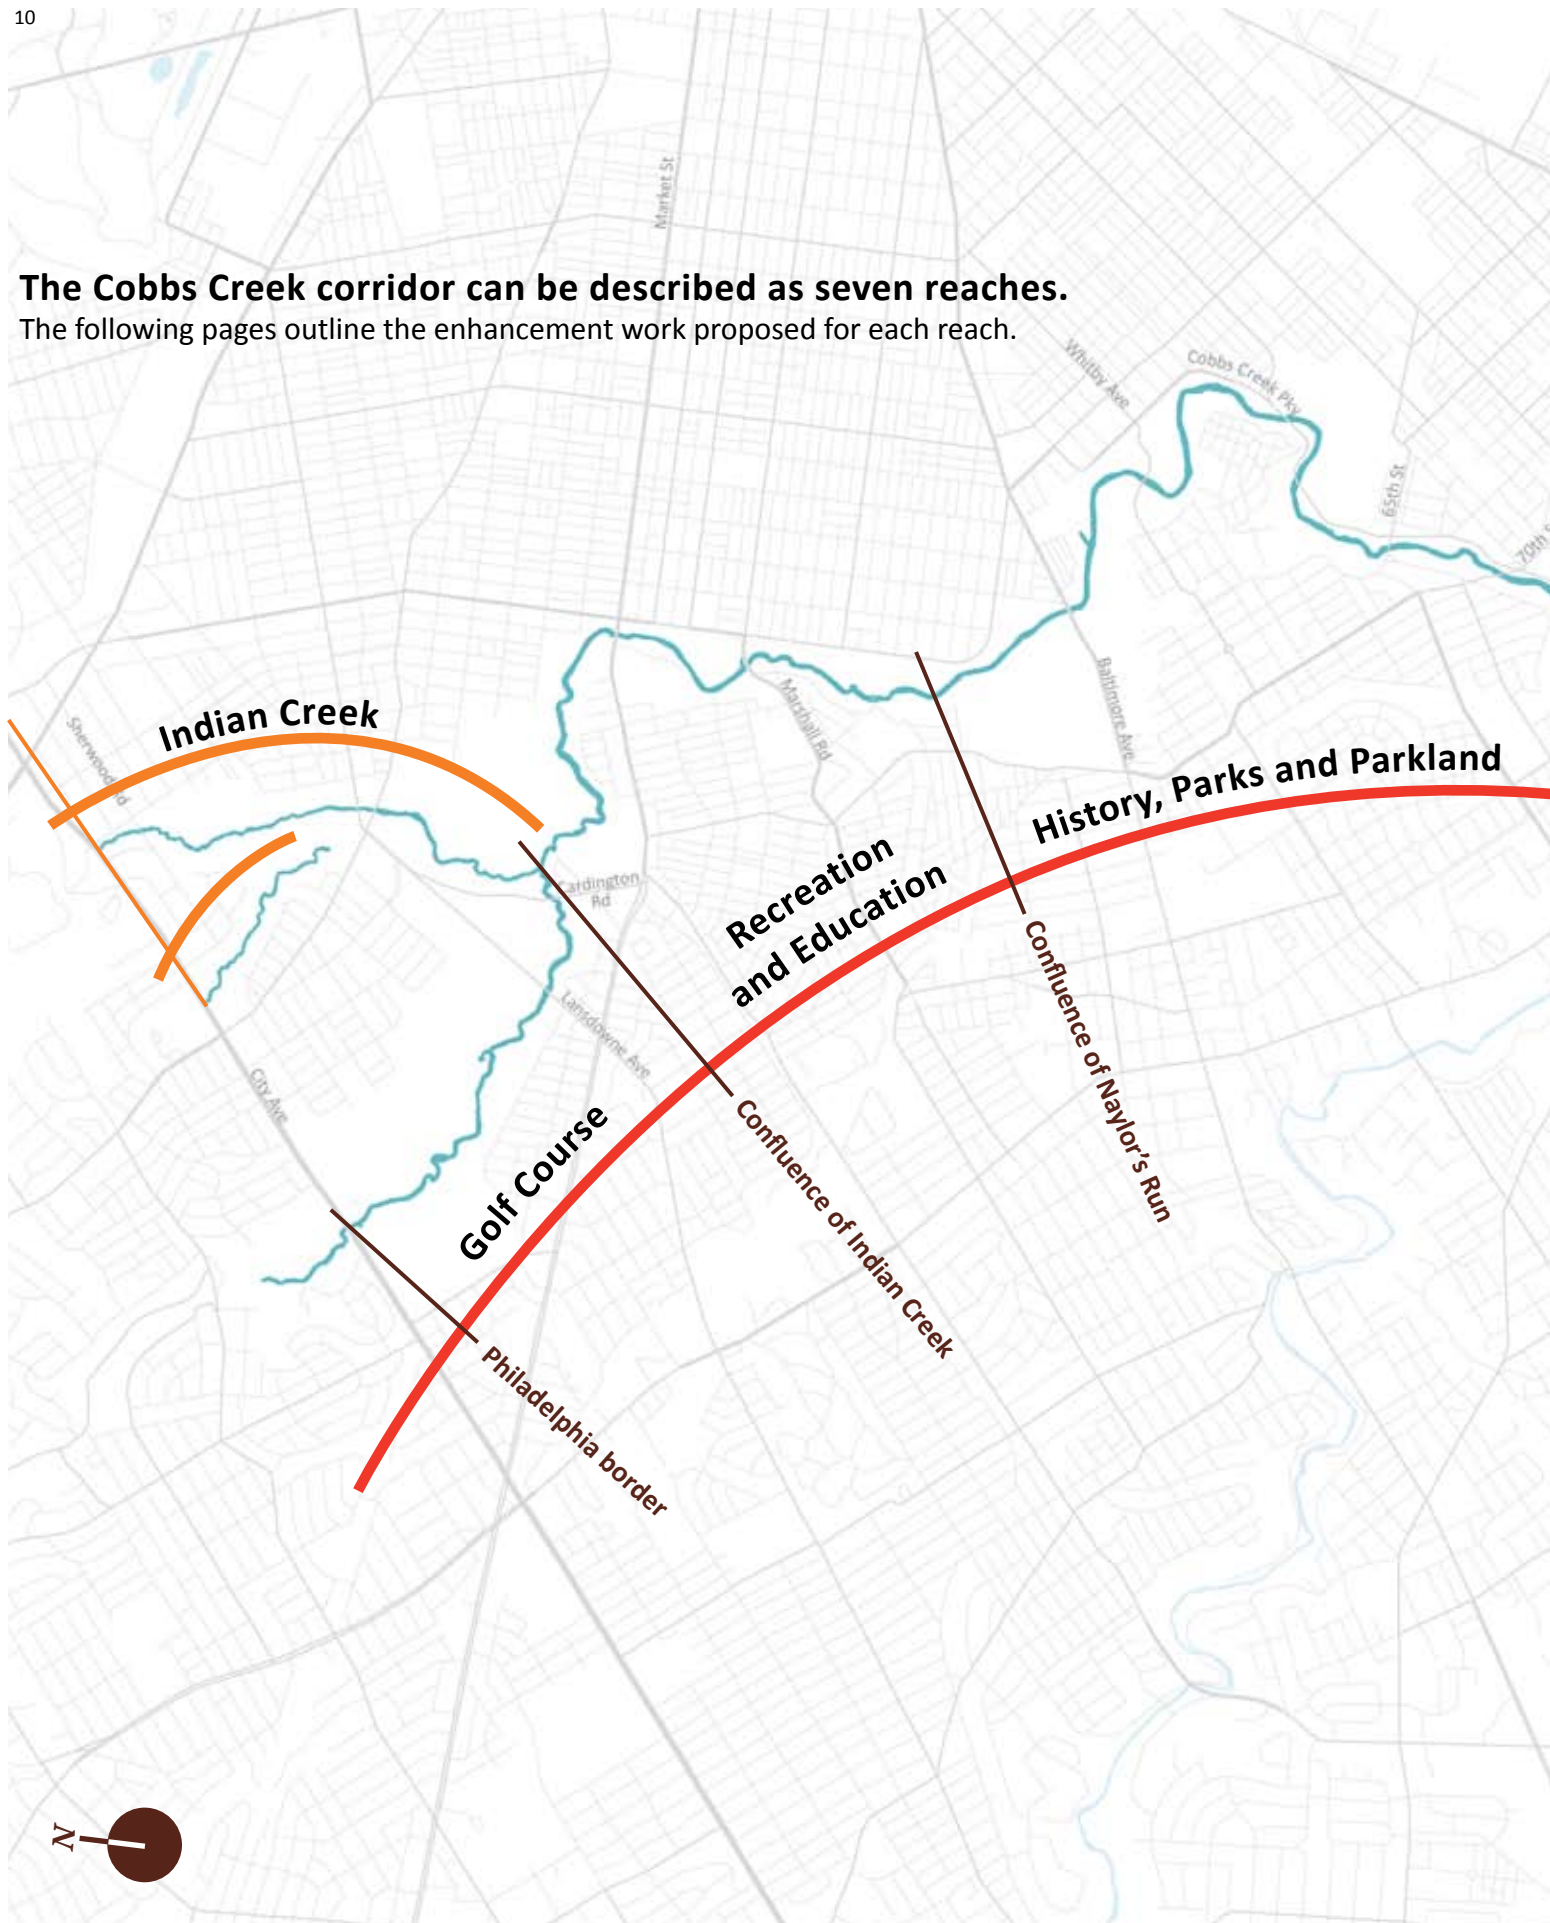 10
Market St
The Cobbs Creek corridor can be described as seven reaches.
The following pages outline the enhancement work proposed for each reach.
Whitby Ave
Cobbs Creek Pky
65th St
70th
Indian Creek
Sherwood Rd
Marshall Rd
Baltimore Ave
History, Parks and Parkland
Recreation
and Education
Cardington
Rd
Lansdowne Ave
City Ave
Golf Course
Confluence of Naylor's Run
Confluence of Indian Creek
Philadelphia border
N